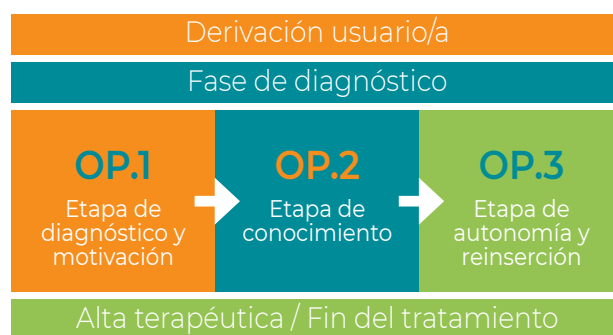 Derivación usuario/a
Fase de diagnóstico
OP.1
Etapa de
diagnóstico y
motivación
OP.2
Etapa de
conocimiento
OP.3
Etapa de
autonomía y
reinserción
Alta terapéutica / Fin del tratamiento